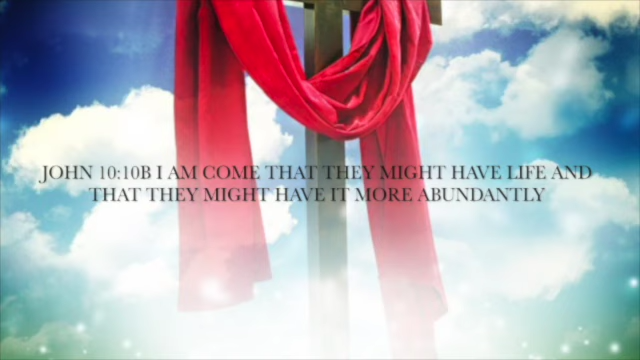 JOHN 10:10B I AM COME THAT THEY MIGHT HAVE LIFE AND
THAT THEY MIGHT HAVE IT MORE ABUNDANTLY